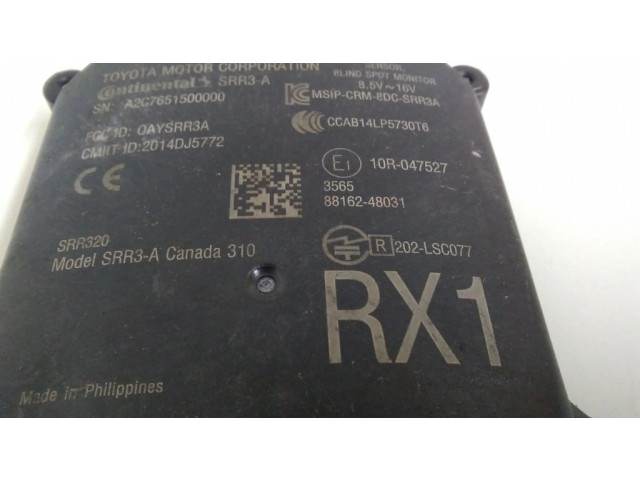 TOYOTA MOTOR CORPORATION
SENSOR,
Continental SRR3-A
BLIND SPOT MONITOR
8.5V~16V
SN: A2C7651500000
MSIP-CRM-8DC-SRR3A
CCAB14LP5730T6
FCC ID: OAYSRR3A
CMIIT ID:2014DJ5772
CE
E1 10R-047527
3565
88162-48031
SRR320
Model SRR3-A Canada 310
R 202-LSC077
RX1
Made in Philippines